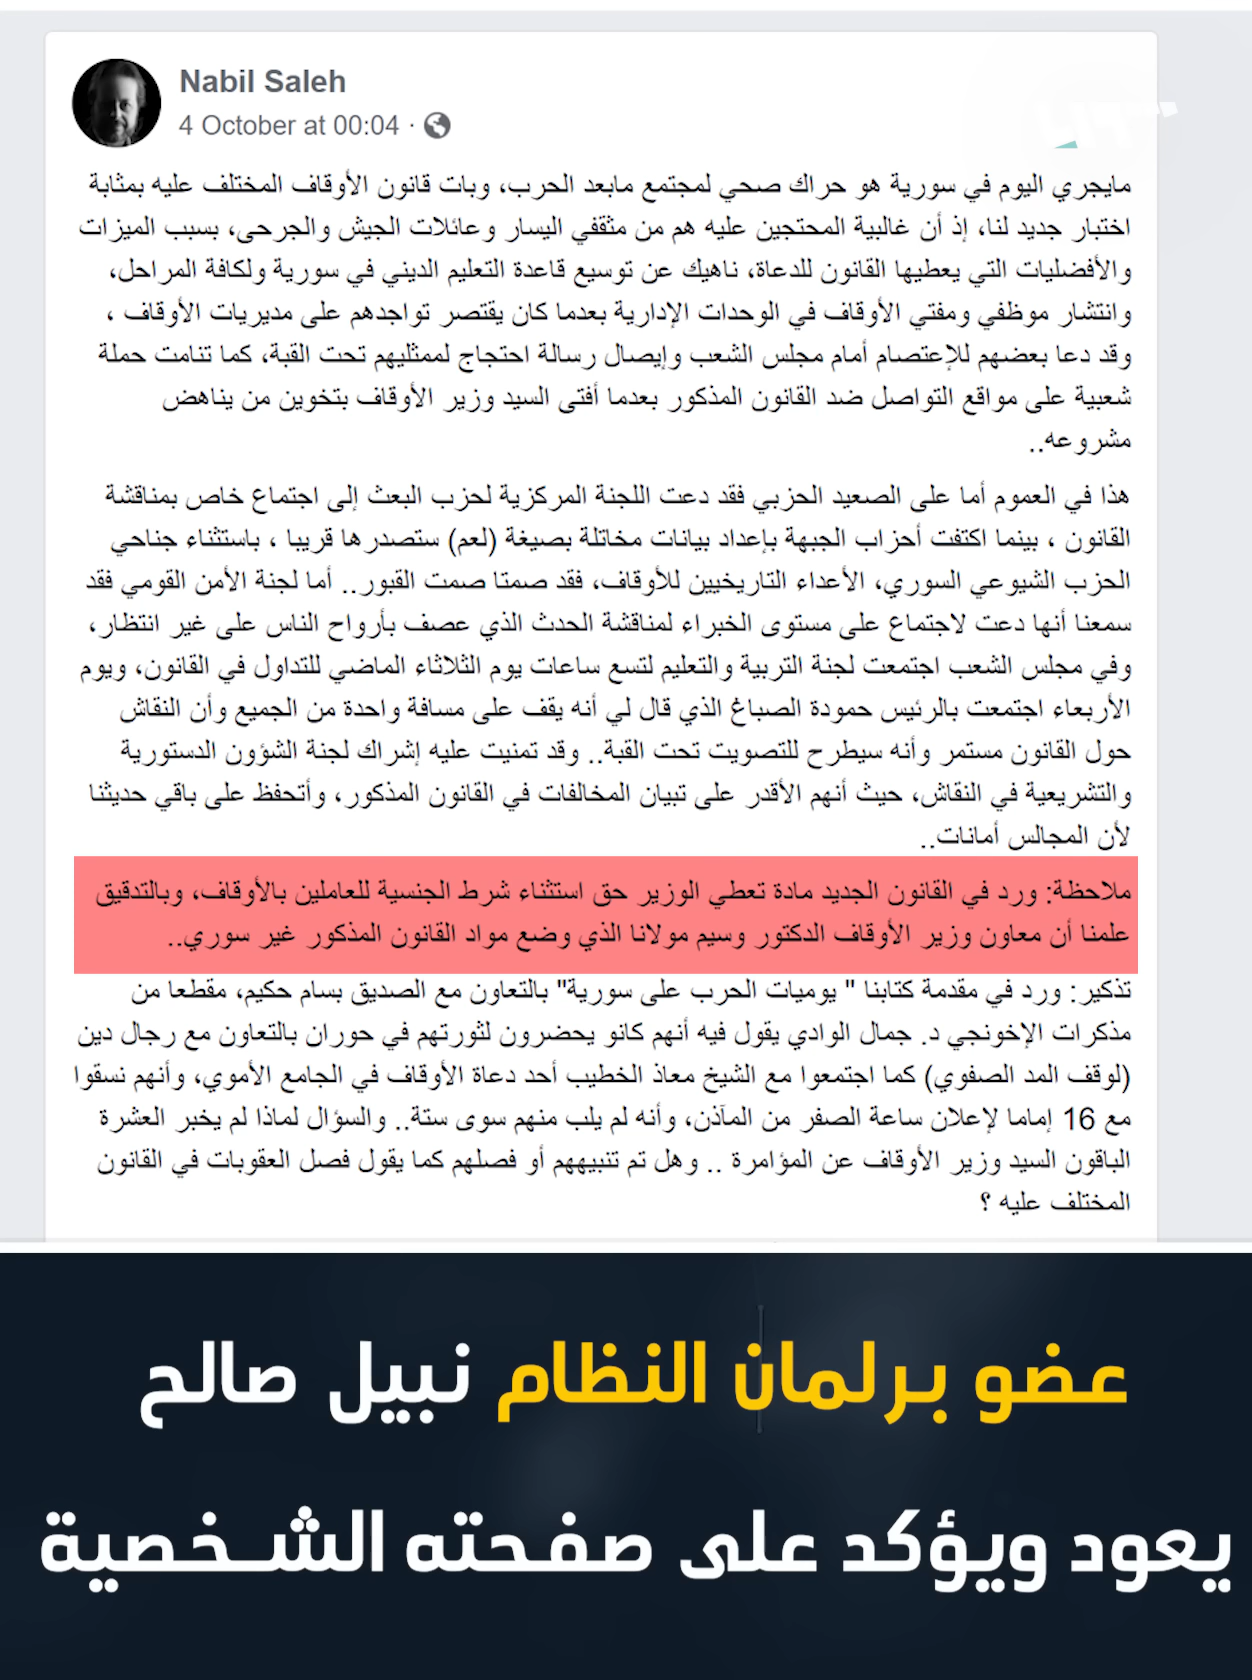 Nabil Saleh
4 October at 00:04 ·
مايجري اليوم في سورية هو حراك صحي لمجتمع مابعد الحرب، وبات قانون الأوقاف المختلف عليه بمثابة
اختبار جديد لنا، إذ أن غالبية المحتجين عليه هم من مثقفي اليسار وعائلات الجيش والجرحى، بسبب الميزات
والأفضليات التي يعطيها القانون للدعاة، ناهيك عن توسيع قاعدة التعليم الديني في سورية ولكافة المراحل،
وانتشار موظفي ومفتي الأوقاف في الوحدات الإدارية بعدما كان يقتصر تواجدهم على مديريات الأوقاف ،
وقد دعا بعضهم للإعتصام أمام مجلس الشعب وإيصال رسالة احتجاج لممثليهم تحت القبة، كما تنامت حملة
شعبية على مواقع التواصل ضد القانون المذكور بعدما أفتى السيد وزير الأوقاف بتخوين من يناهض
مشروعه..
هذا في العموم أما على الصعيد الحزبي فقد دعت اللجنة المركزية لحزب البعث إلى اجتماع خاص بمناقشة
القانون ، بينما اكتفت أحزاب الجبهة بإعداد بيانات مخاتلة بصيغة (لعم) ستصدرها قريبا ، باستثناء جناحي
الحزب الشيوعي السوري، الأعداء التاريخيين للأوقاف، فقد صمتا صمت القبور.. أما لجنة الأمن القومي فقد
سمعنا أنها دعت لاجتماع على مستوى الخبراء لمناقشة الحدث الذي عصف بأرواح الناس على غير انتظار،
وفي مجلس الشعب اجتمعت لجنة التربية والتعليم لتسع ساعات يوم الثلاثاء الماضي للتداول في القانون، ويوم
الأربعاء اجتمعت بالرئيس حمودة الصباغ الذي قال لي أنه يقف على مسافة واحدة من الجميع وأن النقاش
حول القانون مستمر وأنه سيطرح للتصويت تحت القبة.. وقد تمنيت عليه إشراك لجنة الشؤون الدستورية
والتشريعية في النقاش، حيث أنهم الأقدر على تبيان المخالفات في القانون المذكور، وأتحفظ على باقي حديثنا
لأن المجالس أمانات..
ملاحظة: ورد في القانون الجديد مادة تعطي الوزير حق استثناء شرط الجنسية للعاملين بالأوقاف، وبالتدقيق
علمنا أن معاون وزير الأوقاف الدكتور وسيم مولانا الذي وضع مواد القانون المذكور غير سوري..
تذكير: ورد في مقدمة كتابنا " يوميات الحرب على سورية" بالتعاون مع الصديق بسام حكيم، مقطعا من
مذكرات الإخونجي د. جمال الوادي يقول فيه أنهم كانو يحضرون لثورتهم في حوران بالتعاون مع رجال دين
(لوقف المد الصفوي) كما اجتمعوا مع الشيخ معاذ الخطيب أحد دعاة الأوقاف في الجامع الأموي، وأنهم نسقوا
مع 16 إماما لإعلان ساعة الصفر من المآذن، وأنه لم يلب منهم سوى ستة.. والسؤال لماذا لم يخبر العشرة
الباقون السيد وزير الأوقاف عن المؤامرة .. وهل تم تنبيههم أو فصلهم كما يقول فصل العقوبات في القانون
المختلف عليه ؟
عضو برلمان النظام نبيل صالح
يعود ويؤكد على صفحته الشخصية